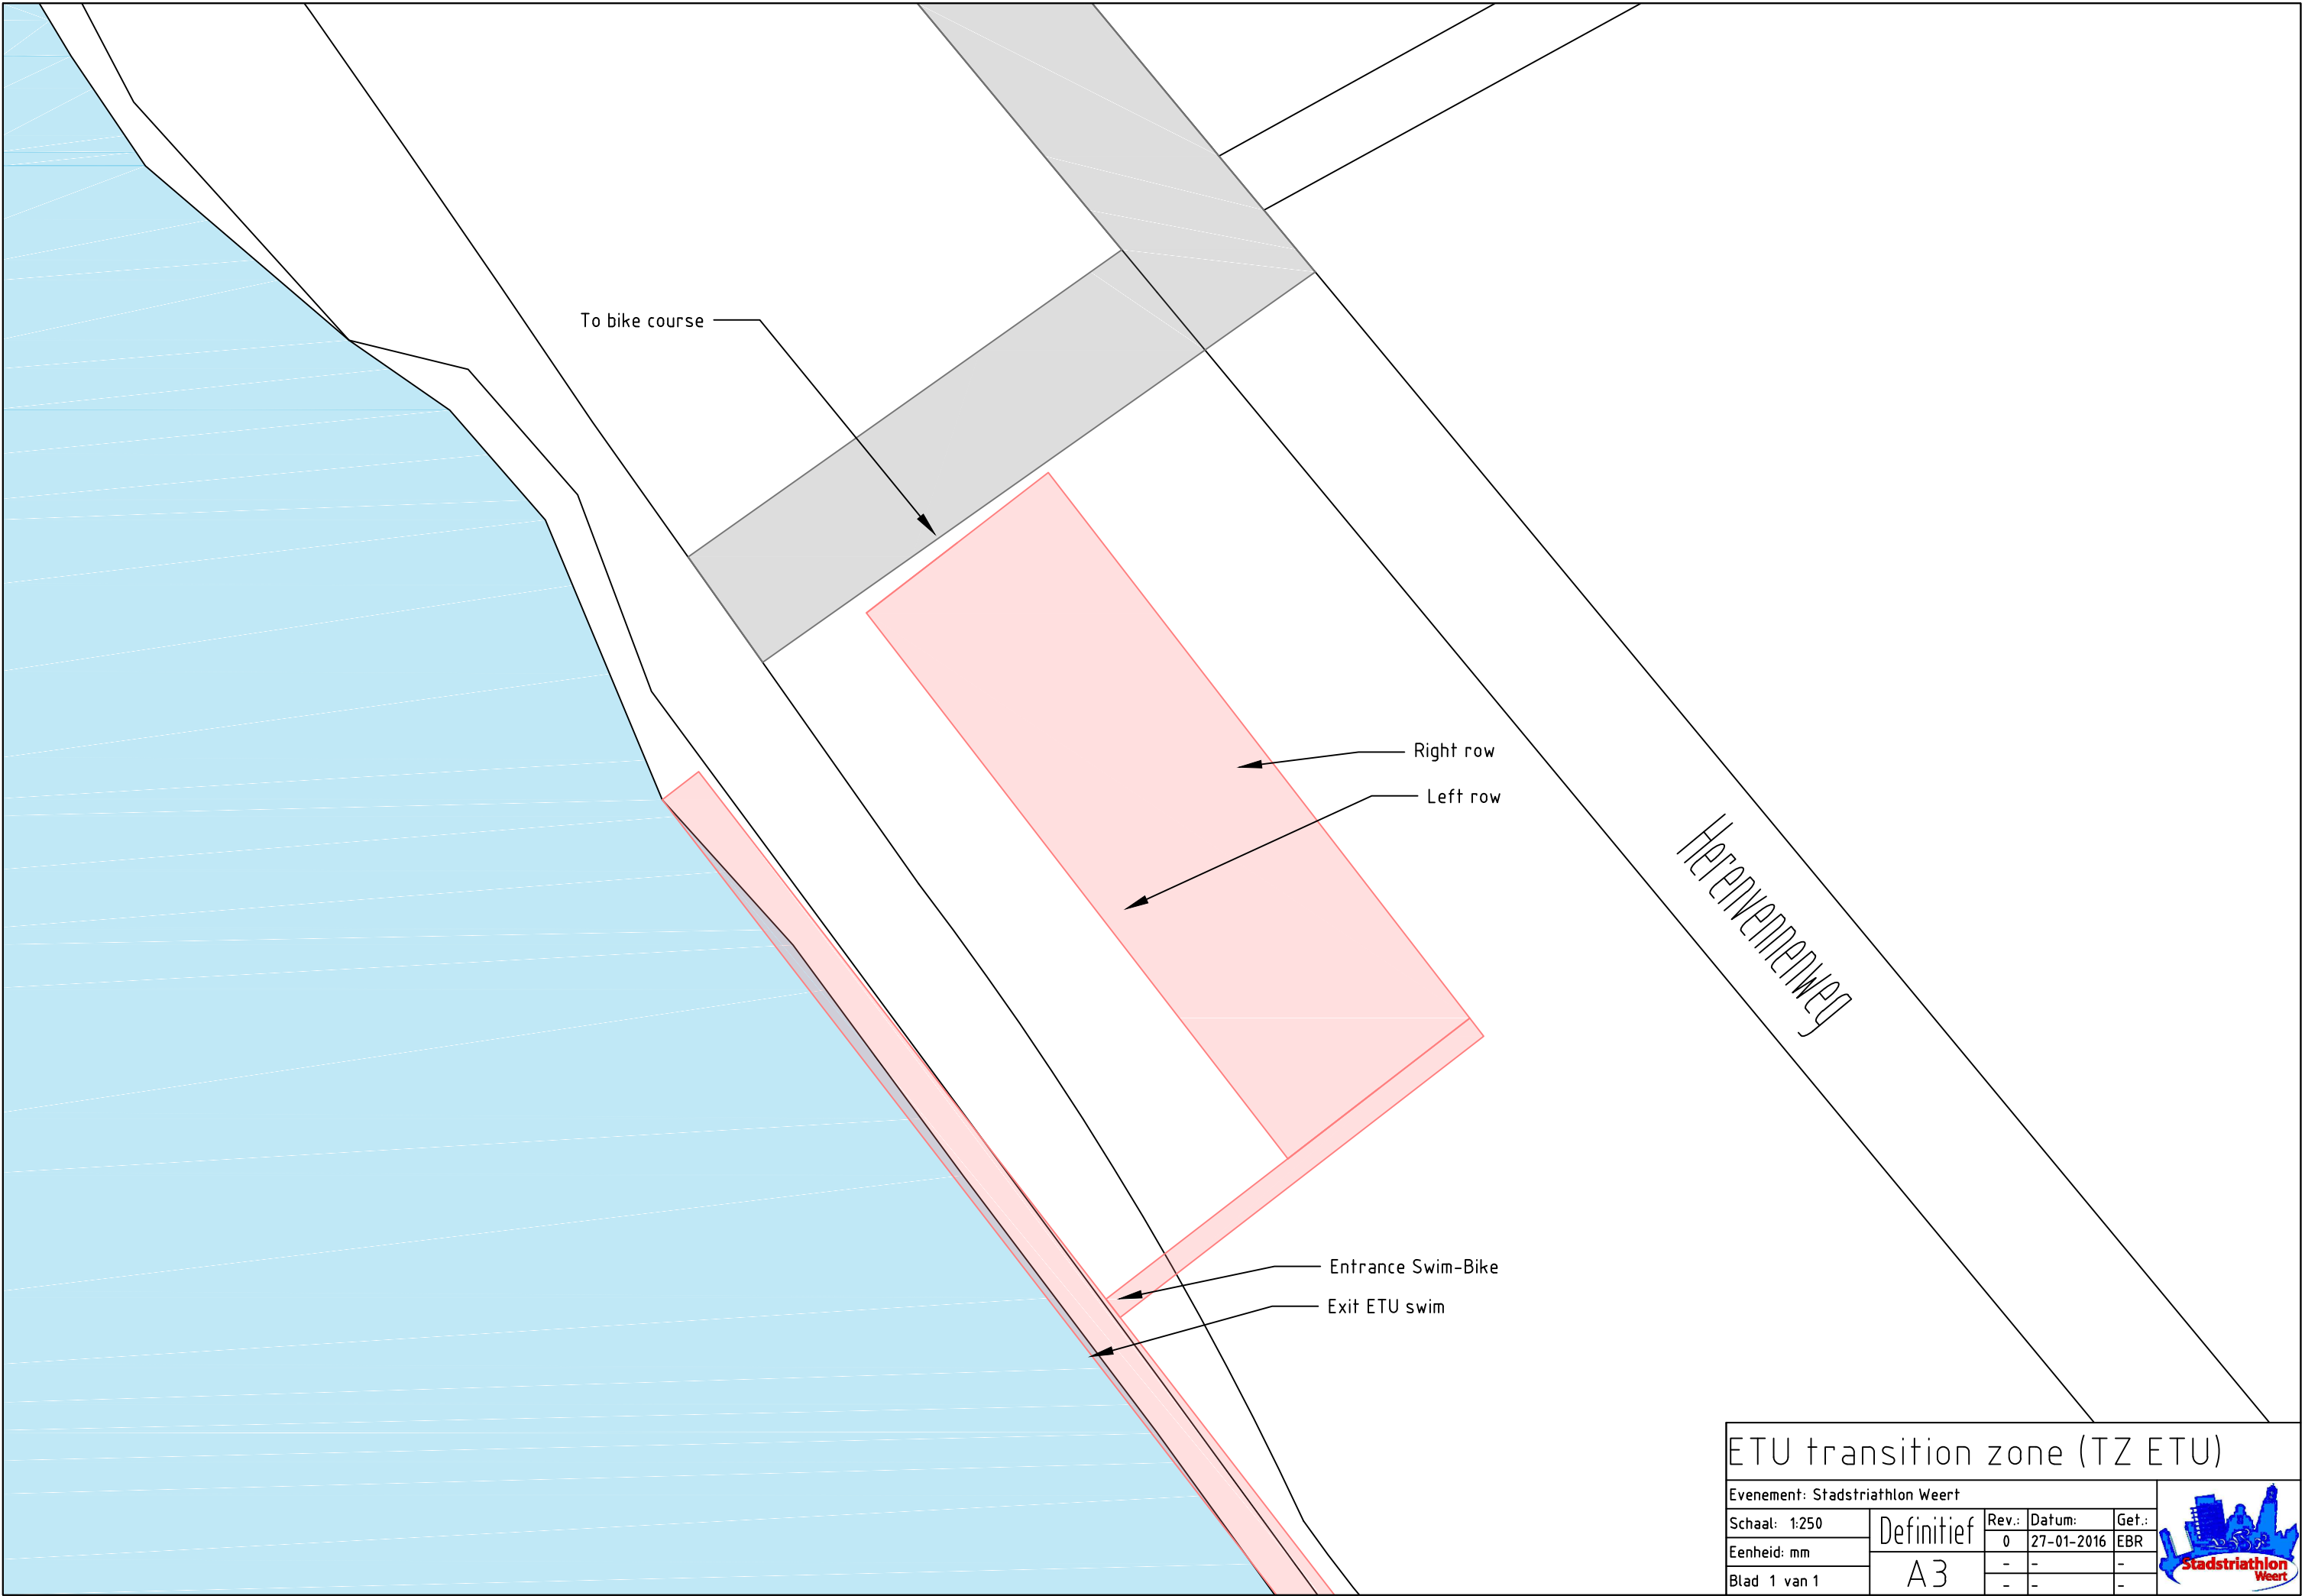 To bike course
Right row
Left row
Herenvennenweg
Entrance Swim-Bike
Exit ETU swim
ETU transition zone (TZ ETU)
Evenement: Stadstriathlon Weert
Schaal: 1:250
Definitief
Rev.: Datum: Get.:
0 27-01-2016 EBR
Eenheid: mm
- - -
Blad 1 van 1
A3
- - -
Stadstriathlon
Weert